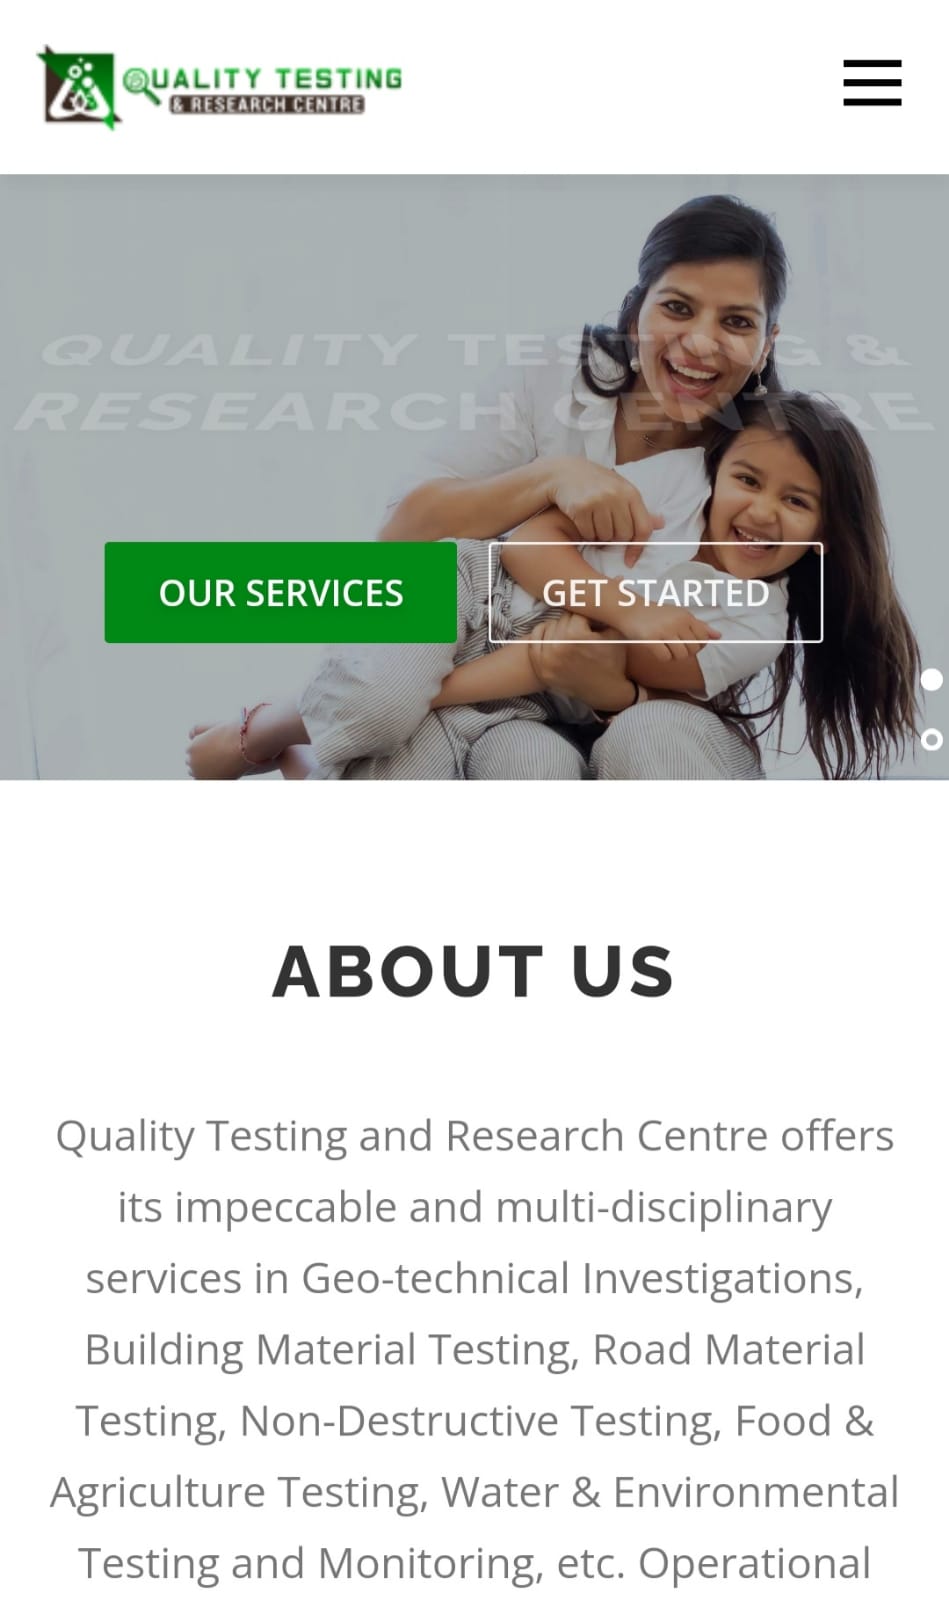 QUALITY TESTING
& RESEARCH CENTRE
QUALITY TESTING &
RESEARCH CENTRE
OUR SERVICES
GET STARTED
ABOUT US
Quality Testing and Research Centre offers
its impeccable and multi-disciplinary
services in Geo-technical Investigations,
Building Material Testing, Road Material
Testing, Non-Destructive Testing, Food &
Agriculture Testing, Water & Environmental
Testing and Monitoring, etc. Operational